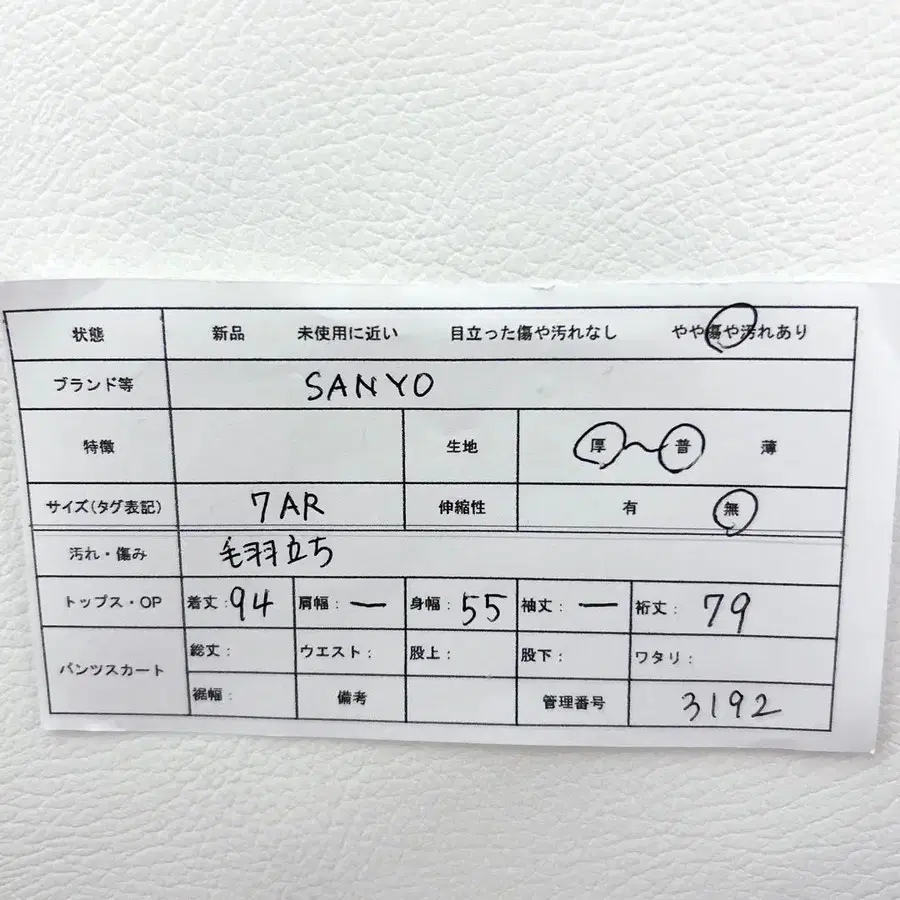 状態 新品 未使用に近い 目立った傷や汚れなし やや傷や汚れあり
ブランド等 SANYO
特徴 生地 厚~普 薄
サイズ(タグ表記) 7AR 伸縮性 有 無
汚れ・傷み 毛羽立ち
トップス・OP 着丈:94 肩幅:ー 身幅:55 袖丈:ー 裄丈:79
パンツスカート 総丈: ウエスト: 股上: 股下: ワタリ:
裾幅: 備考 管理番号 3192